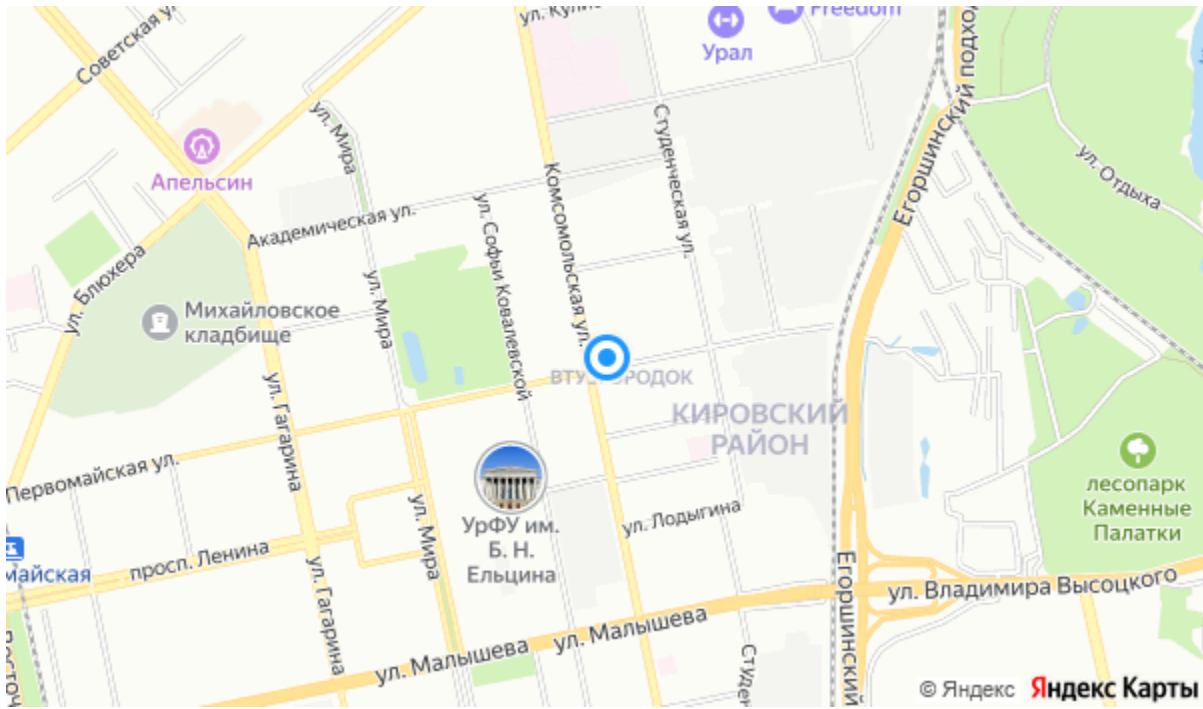 ул. Кулиб
Freedom
Урал
Советская у
ул. Мира
Студенческая ул.
Егоршинский подход
ул. Отдыха
Апельсин
Академическая ул.
Комсомольская ул.
ул. Софьи Ковалевской
ул. Блюхера
ул. Мира
Михайловское
кладбище
ВТУЗГОРОДОК
КИРОВСКИЙ
РАЙОН
ул. Гагарина
Первомайская ул.
лесопарк
Каменные
Палатки
УрФУ им.
Б. Н.
Ельцина
ул. Мира
ул. Лодыгина
просп. Ленина
майская
ул. Гагарина
ул. Владимира Высоцкого
Егоршинский
ул. Малышева
ул. Малышева
Студен
© Яндекс Яндекс Карты